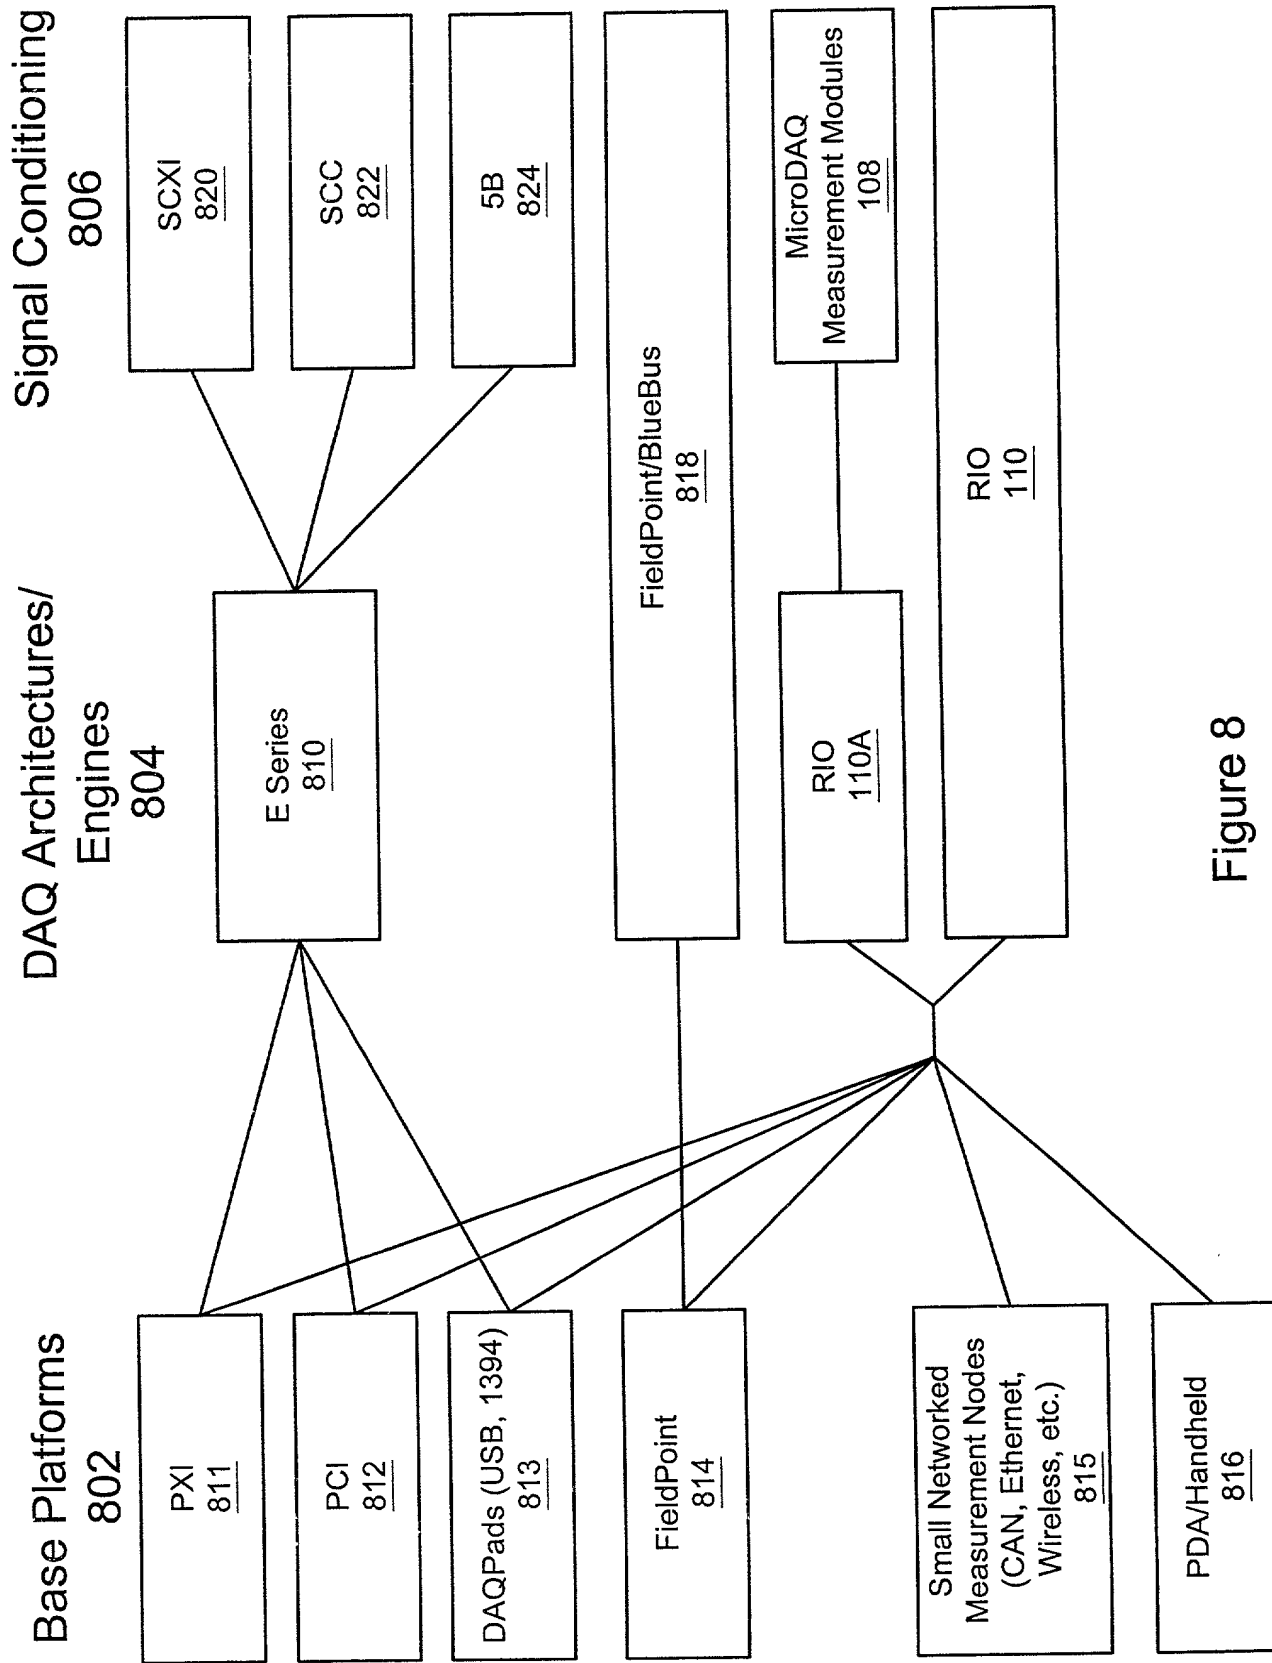 Base Platforms
802
PXI
811
PCI
812
DAQPads (USB, 1394)
813
FieldPoint
814
Small Networked
Measurement Nodes
(CAN, Ethernet,
Wireless, etc.)
815
PDA/Handheld
816
DAQ Architectures/
Engines
804
E Series
810
FieldPoint/BlueBus
818
RIO
110A
RIO
110
Signal Conditioning
806
SCXI
820
SCC
822
5B
824
MicroDAQ
Measurement Modules
108
Figure 8